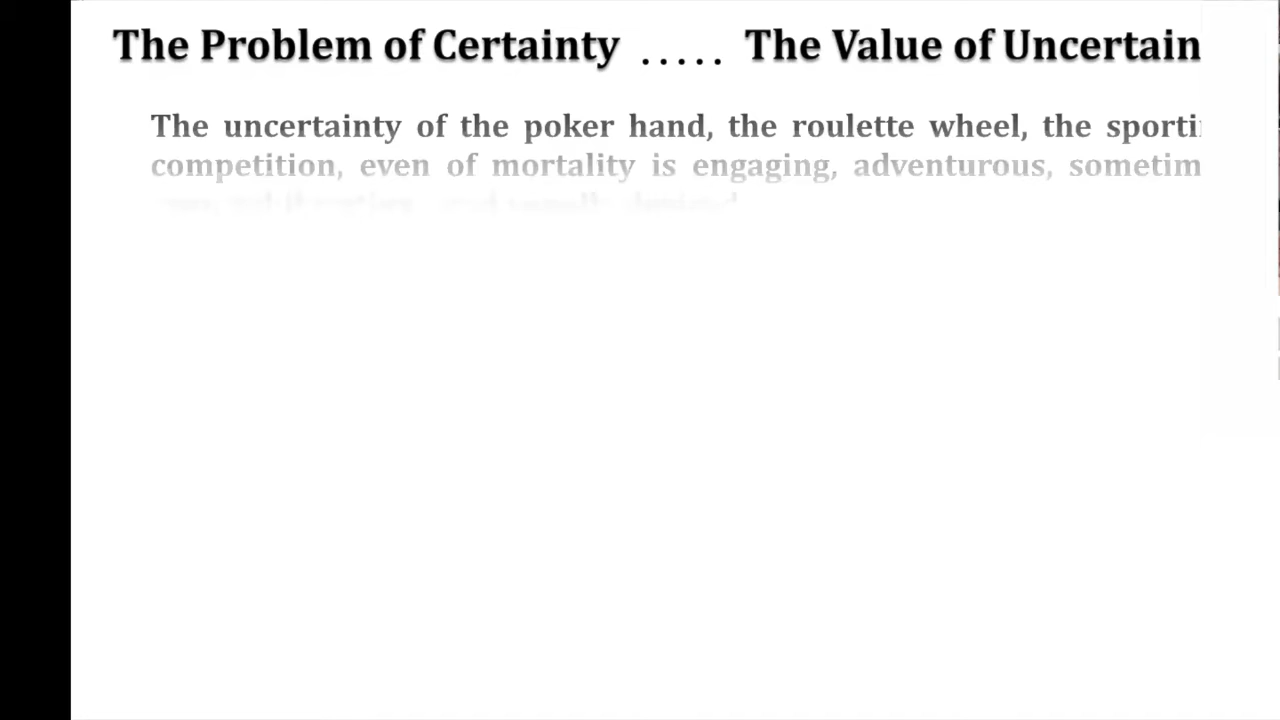 The Problem of Certainty ..... The Value of Uncertain
The uncertainty of the poker hand, the roulette wheel, the sporti
competition, even of mortality is engaging, adventurous, sometim